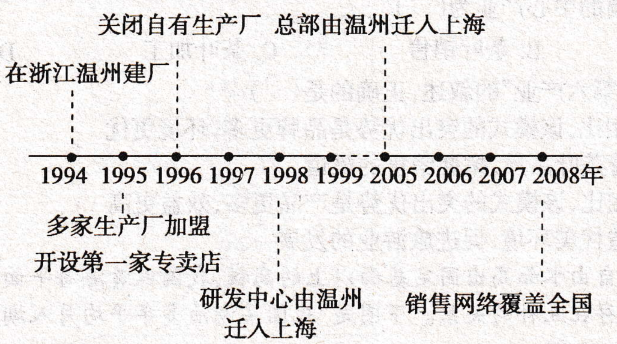 关闭自有生产厂 总部由温州迁人上海
在浙江温州建厂
1994 1995 1996 1997 1998 1999 2005 2006 2007 2008年
多家生产厂加盟
开设第一家专卖店
研发中心由温州
迁人上海
销售网络覆盖全国